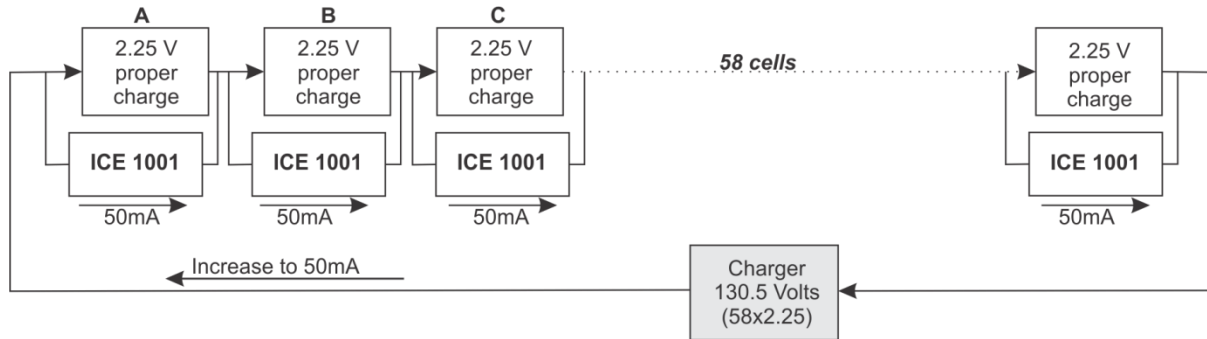 A
B
C
2.25 V
proper
charge
2.25 V
proper
charge
2.25 V
proper
charge
58 cells
2.25 V
proper
charge
ICE 1001
ICE 1001
ICE 1001
ICE 1001
50mA
50mA
50mA
50mA
Increase to 50mA
Charger
130.5 Volts
(58x2.25)